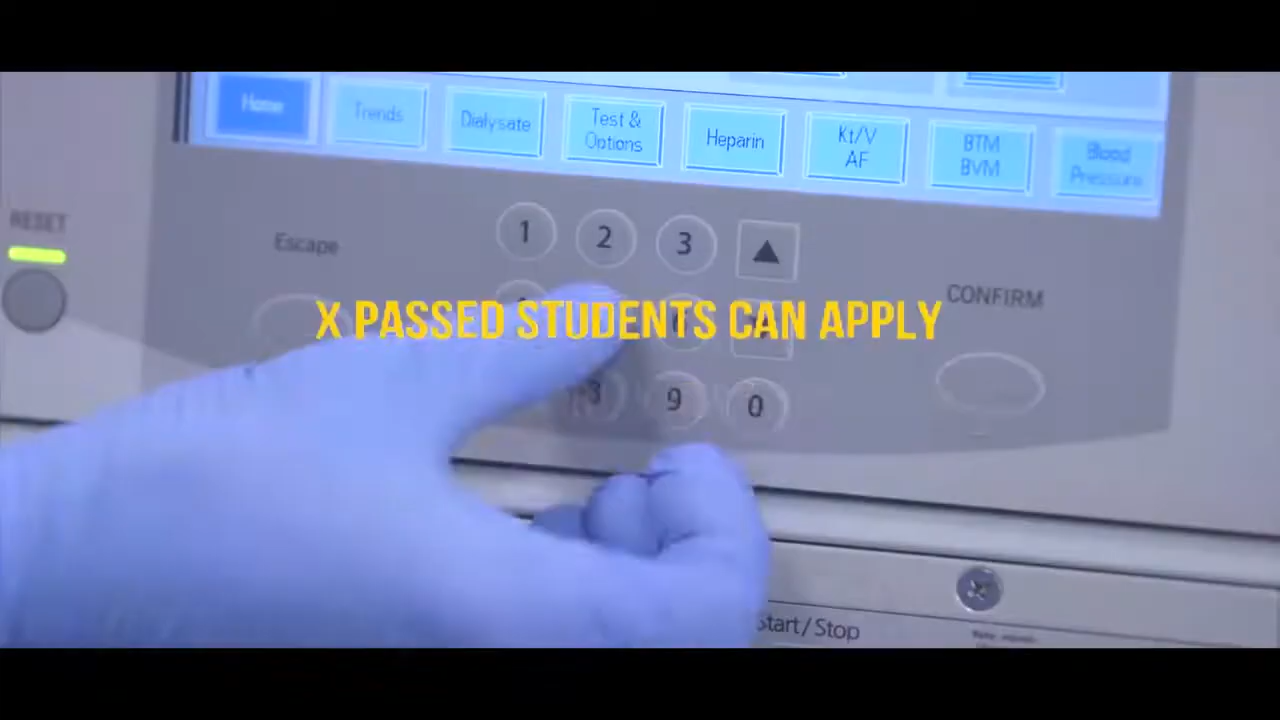 Home
Trends
Dialysate
Test &
Options
Heparin
Kt/V
AF
BTM
BVM
Blood
Pressure
RESET
Escape
1 2 3 ▲
CONFIRM
X PASSED STUDENTS CAN APPLY
9 0
Start/Stop